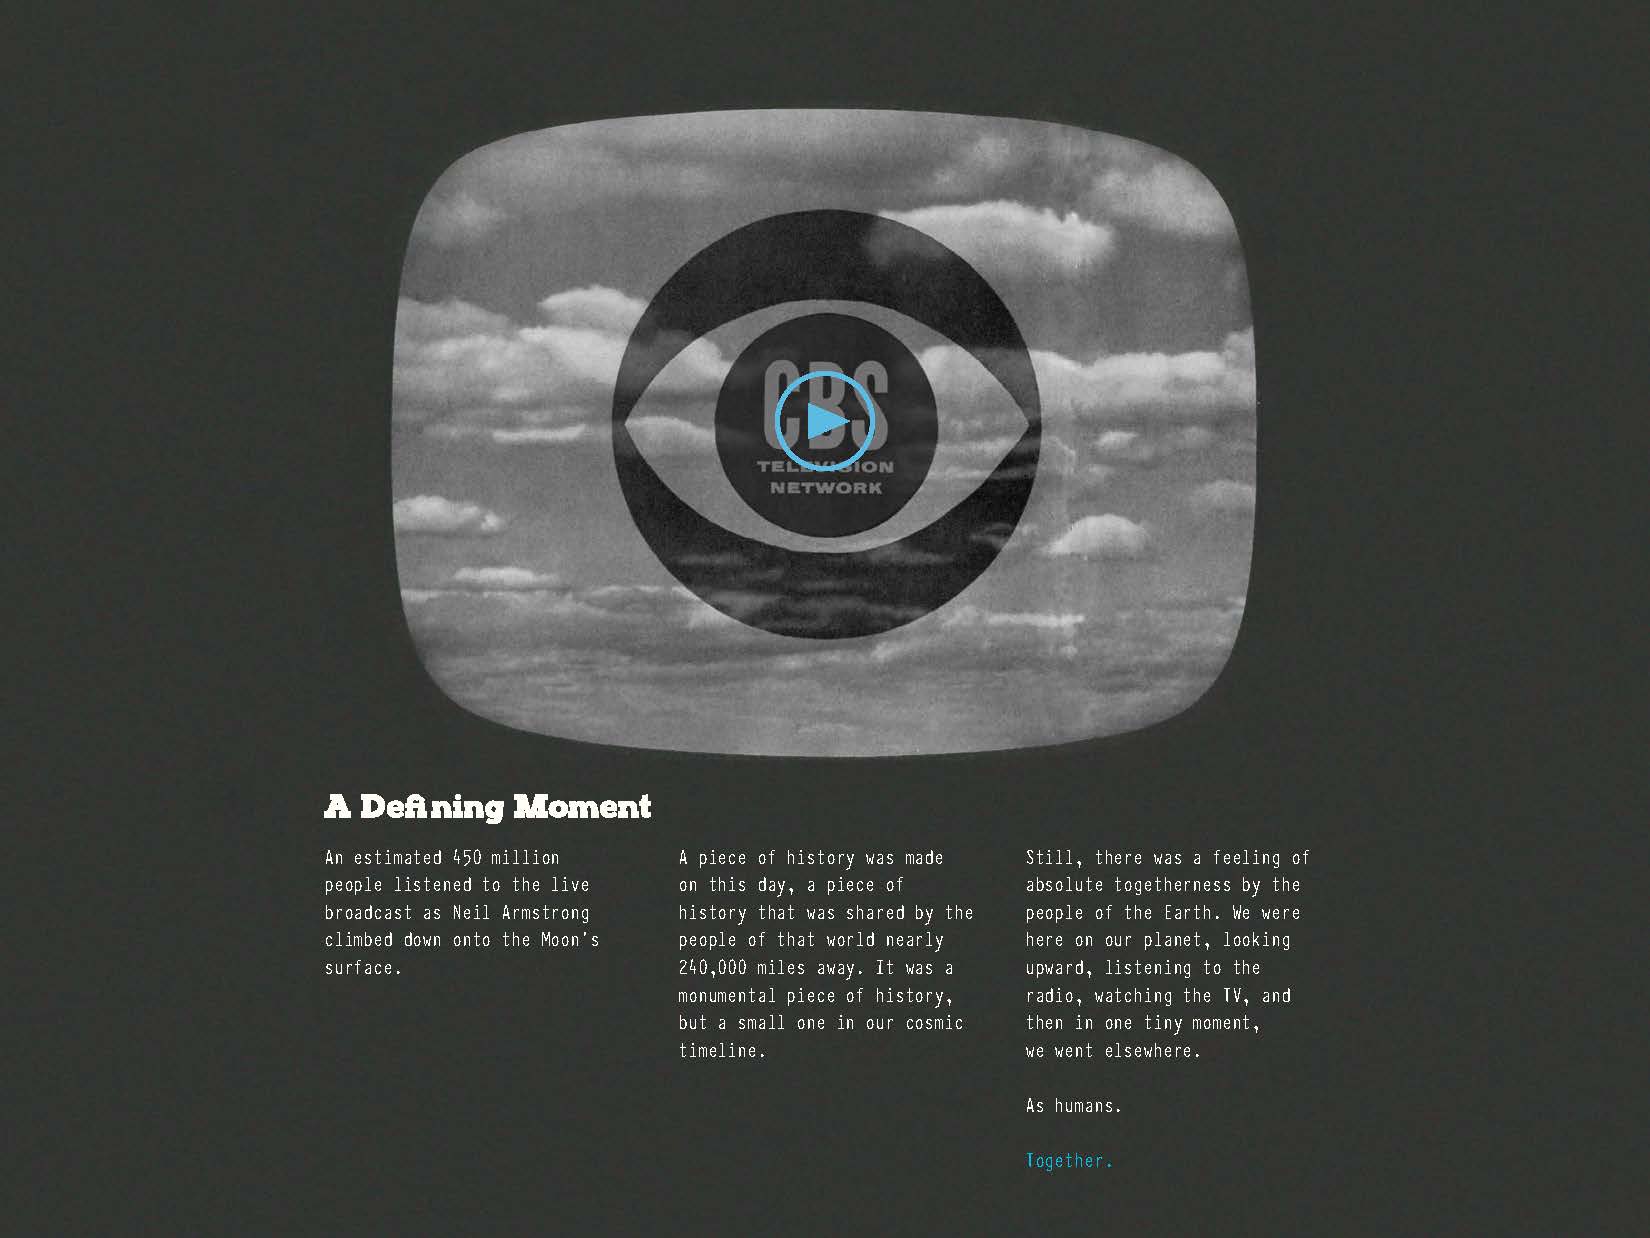 CBS
TELEVISION
NETWORK
A Defining Moment
An estimated 450 million
people listened to the live
broadcast as Neil Armstrong
climbed down onto the Moon's
surface.
A piece of history was made
on this day, a piece of
history that was shared by the
people of that world nearly
240,000 miles away. It was a
monumental piece of history,
but a small one in our cosmic
timeline.
Still, there was a feeling of
absolute togetherness by the
people of the Earth. We were
here on our planet, looking
upward, listening to the
radio, watching the TV, and
then in one tiny moment,
we went elsewhere.
As humans.
Together.